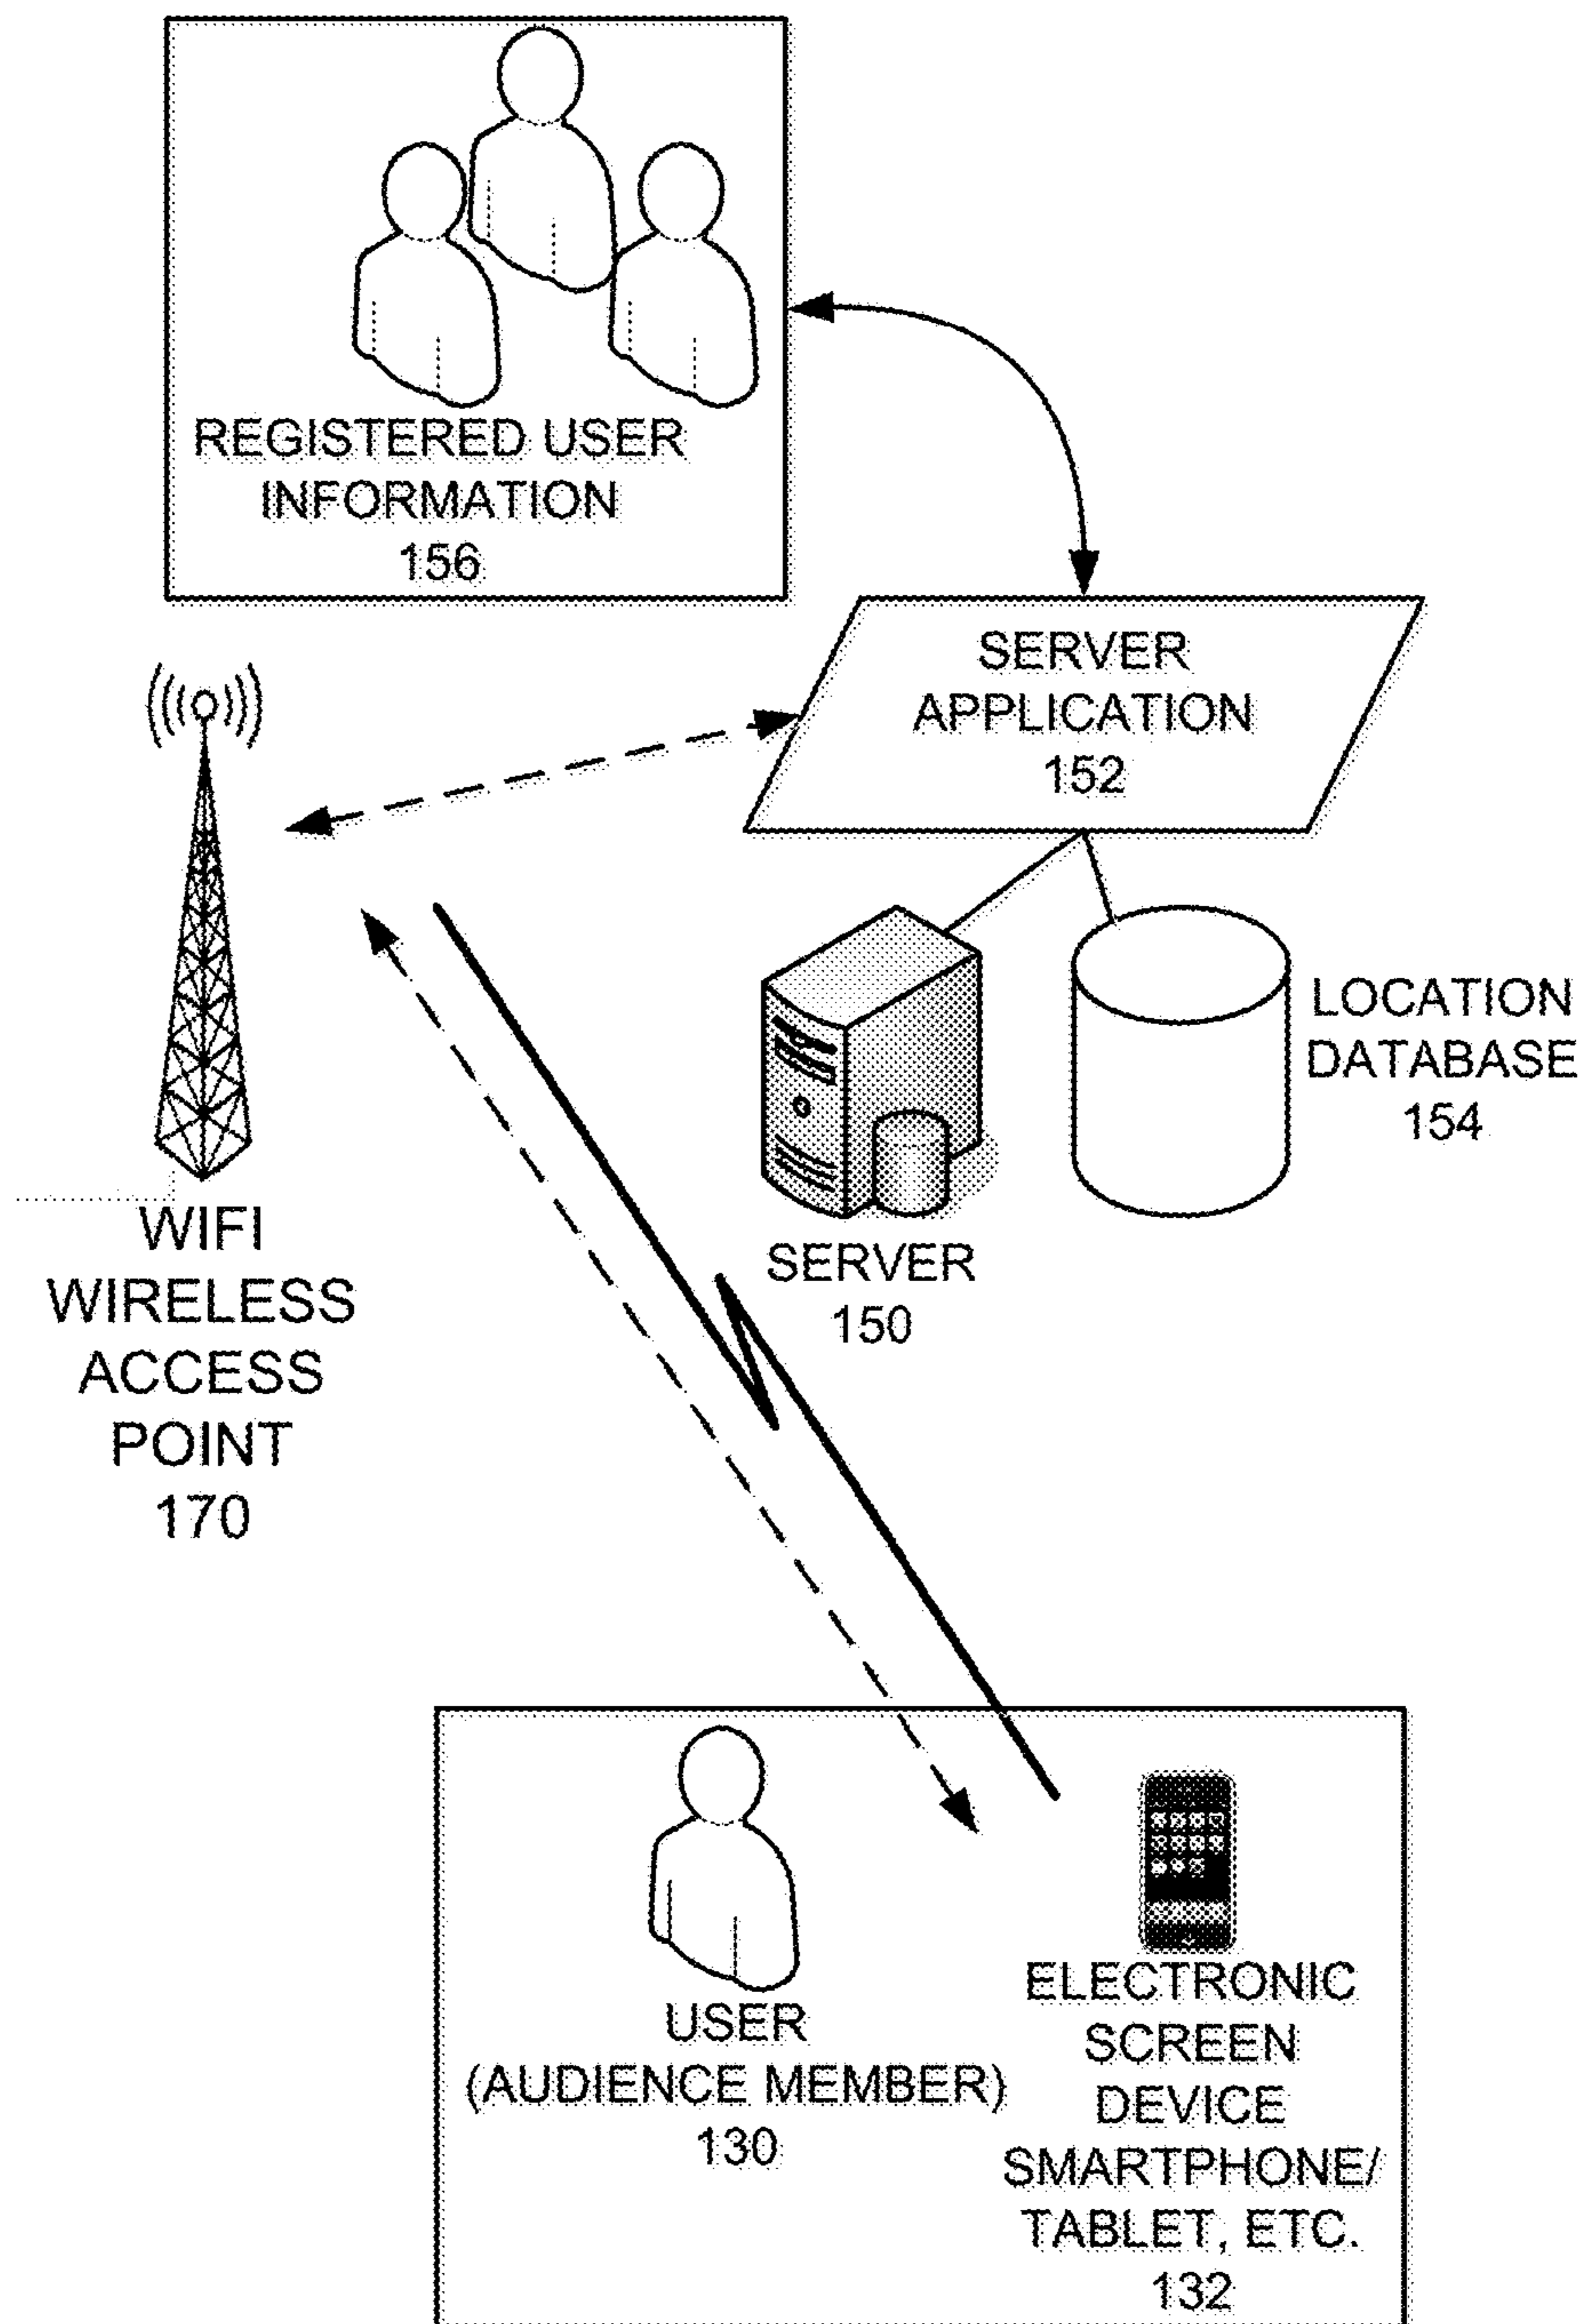 REGISTERED USER
INFORMATION
156
SERVER
APPLICATION
152
LOCATION
DATABASE
154
WIFI
WIRELESS
ACCESS
POINT
170
SERVER
150
USER
(AUDIENCE MEMBER)
130
ELECTRONIC
SCREEN
DEVICE
SMARTPHONE/
TABLET, ETC.
132